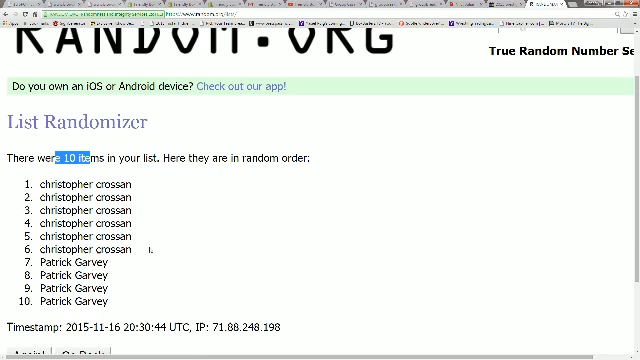 RANDOM.ORG
True Random Number Se
Do you own an iOS or Android device? Check out our app!
List Randomizer
There were 10 items in your list. Here they are in random order:
1. christopher crossan
2. christopher crossan
3. christopher crossan
4. christopher crossan
5. christopher crossan
6. christopher crossan
7. Patrick Garvey
8. Patrick Garvey
9. Patrick Garvey
10. Patrick Garvey
Timestamp: 2015-11-16 20:30:44 UTC, IP: 71.88.248.198
Again! Go Back